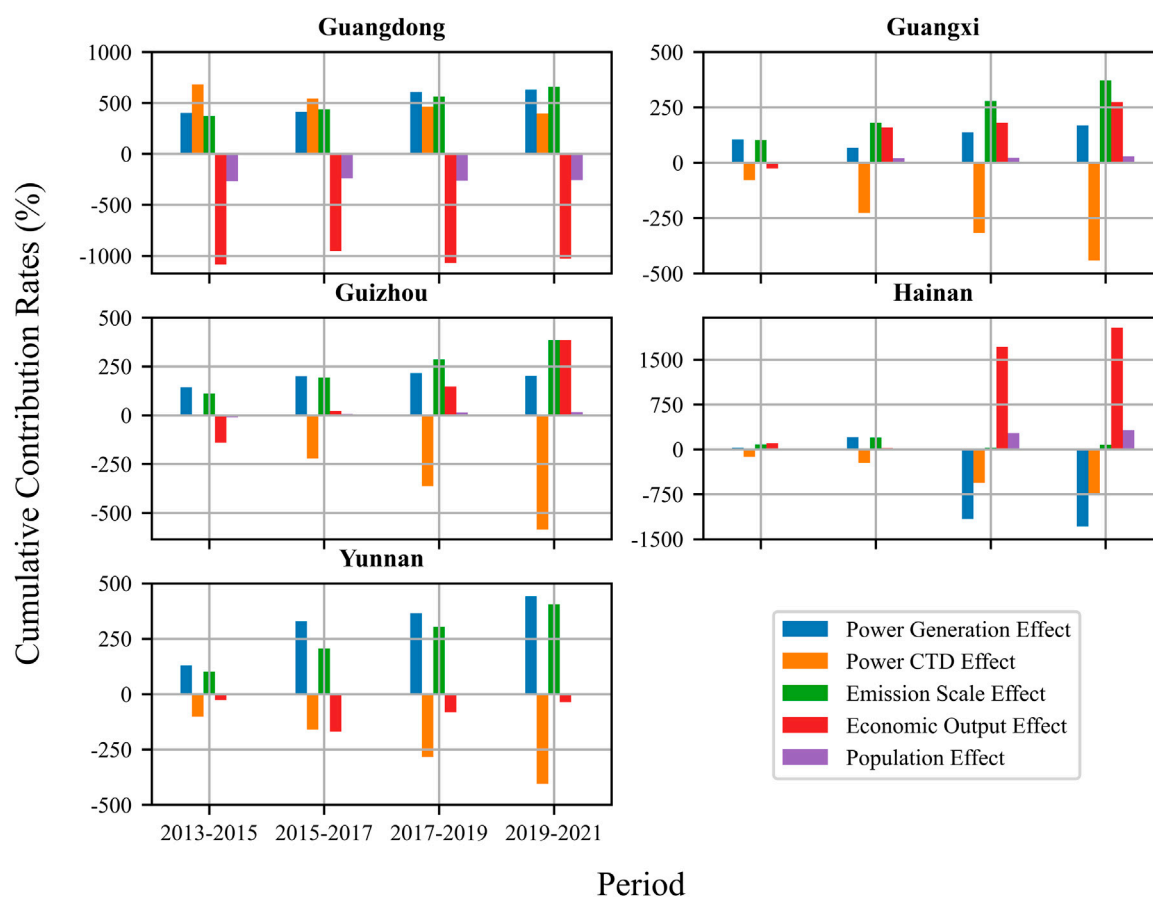 Guangdong
1000
500
0
-500
-1000
Guangxi
500
250
0
-250
-500
Guizhou
500
250
0
-250
-500
Hainan
1500
750
0
-750
-1500
Yunnan
500
250
0
-250
-500
2013-2015 2015-2017 2017-2019 2019-2021
Power Generation Effect
Power CTD Effect
Emission Scale Effect
Economic Output Effect
Population Effect
Cumulative Contribution Rates (%)
Period